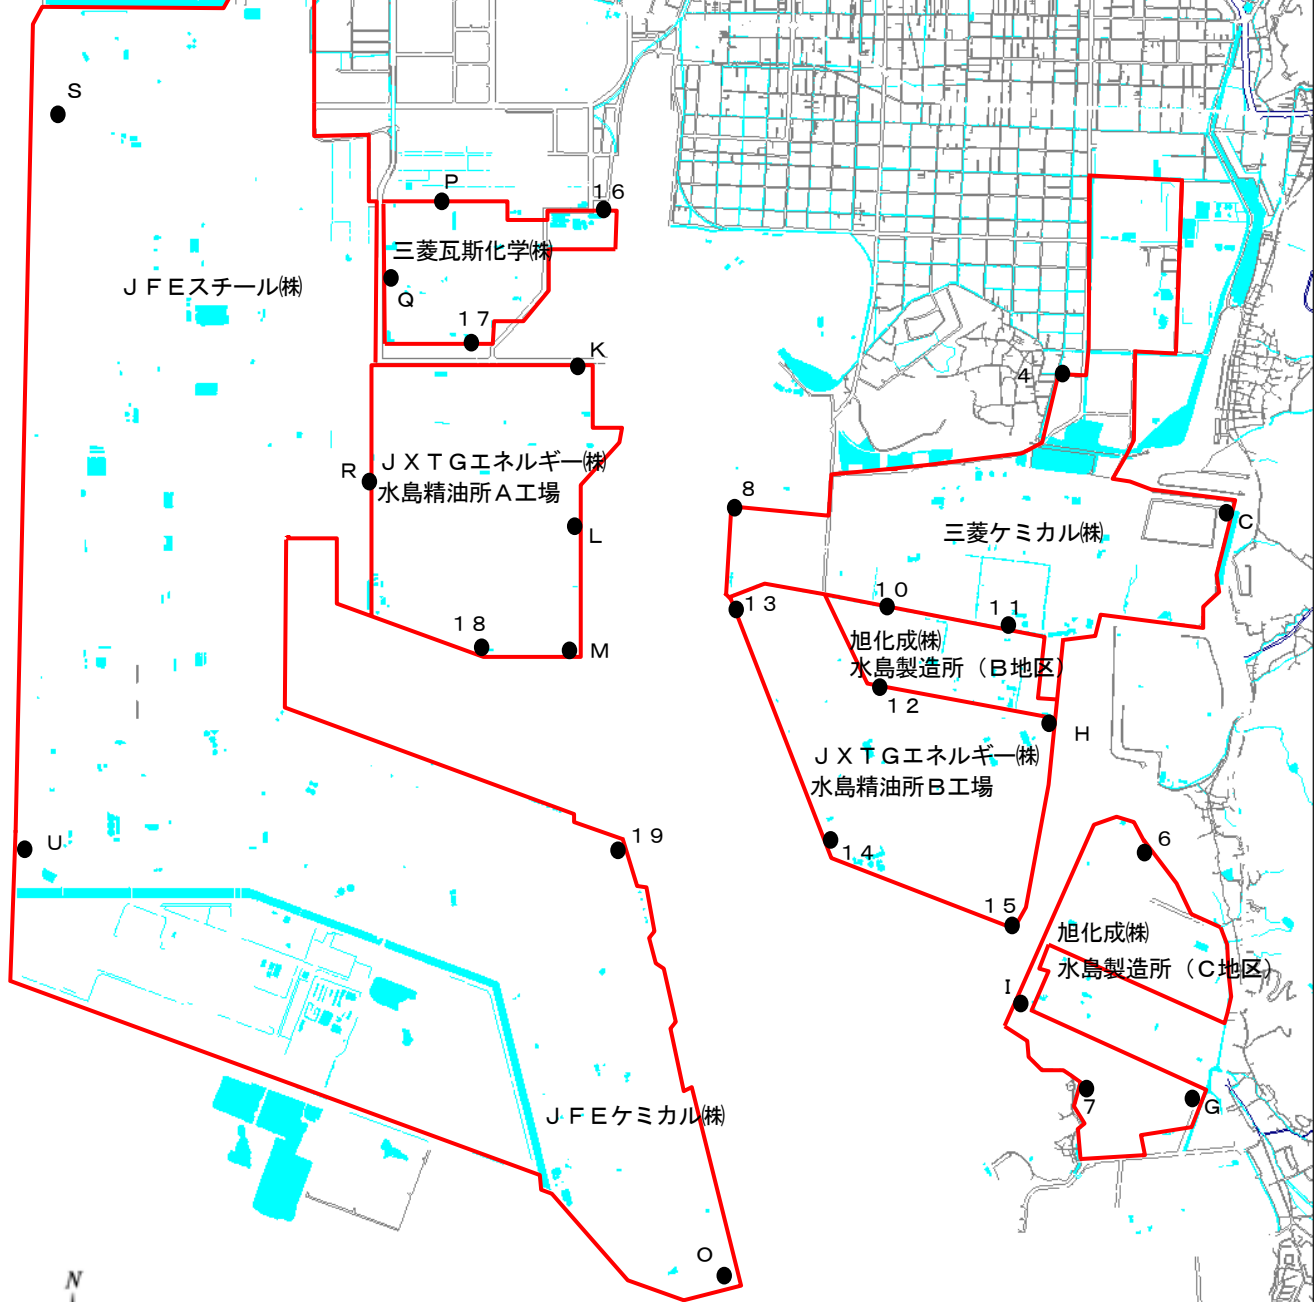 S
P
１６
三菱瓦斯化学㈱
ＪＦＥスチール㈱
Q
１７
K
４
R
ＪＸＴＧエネルギー㈱
水島精油所Ａ工場
８
L
C
三菱ケミカル㈱
１０
１３
１１
１８
M
旭化成㈱
水島製造所（Ｂ地区）
１２
H
ＪＸＴＧエネルギー㈱
水島精油所Ｂ工場
１９
U
１４
６
１５
旭化成㈱
水島製造所（Ｃ地区）
I
７
G
ＪＦＥケミカル㈱
O
N